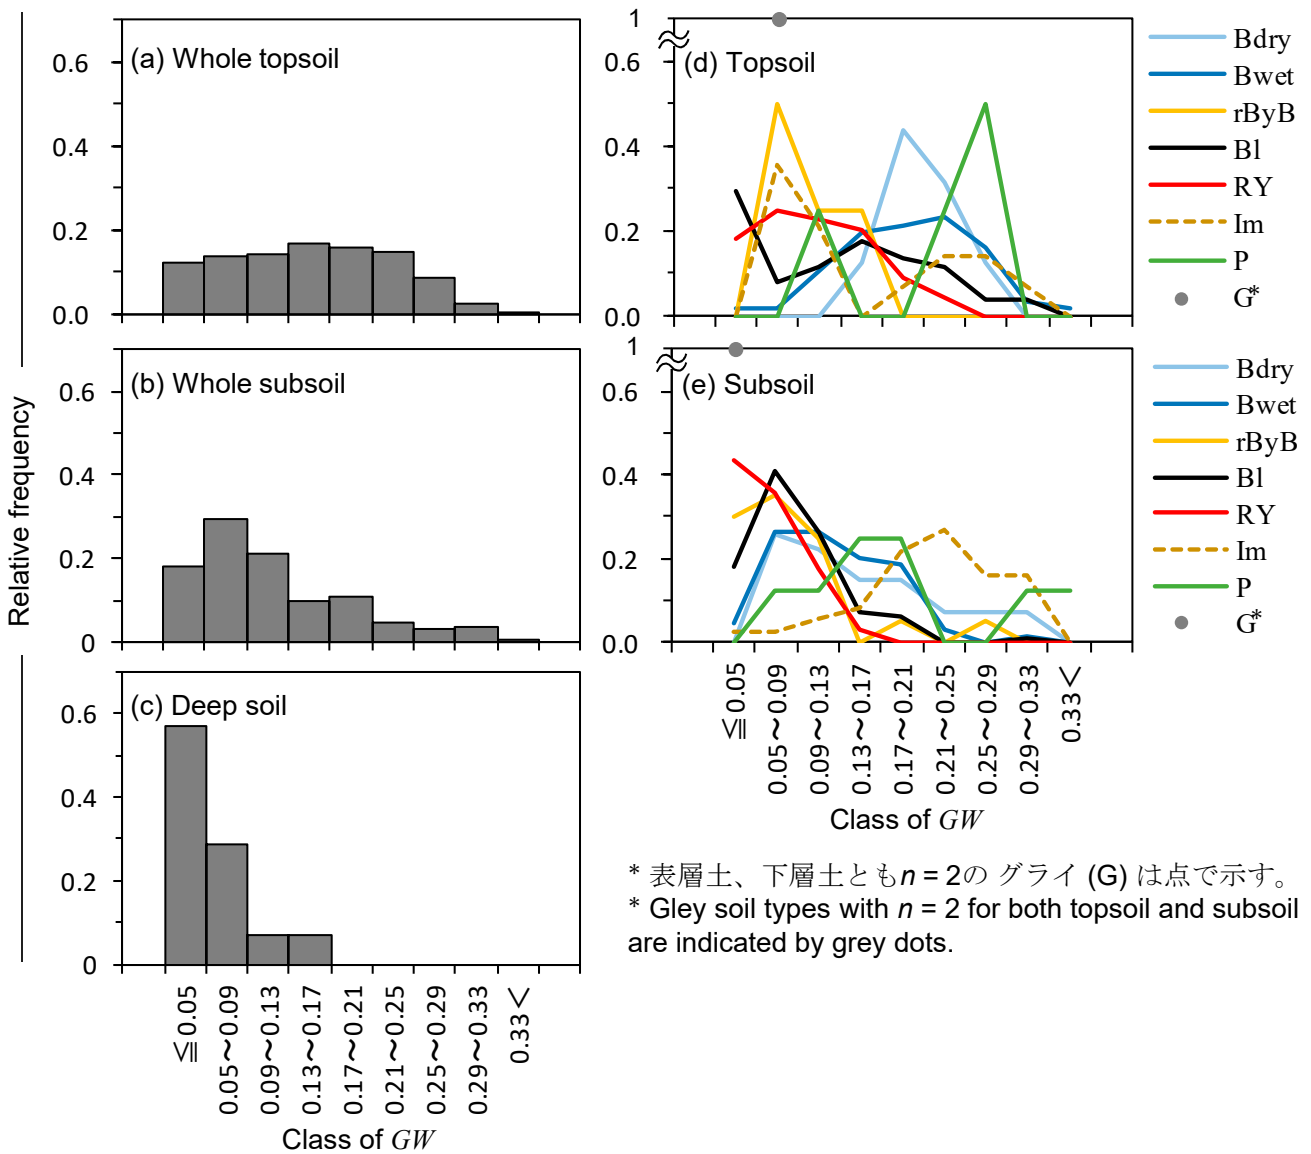 Relative frequency
(a) Whole topsoil
0.6
0.4
0.2
0.0
(b) Whole subsoil
0.6
0.4
0.2
0
(c) Deep soil
0.6
0.4
0.2
0
≦0.05
0.05～0.09
0.09～0.13
0.13～0.17
0.17～0.21
0.21～0.25
0.25～0.29
0.29～0.33
0.33＜
Class of GW
(d) Topsoil
1
0.6
0.4
0.2
0.0
Bdry
Bwet
rByB
Bl
RY
Im
P
G*
(e) Subsoil
1
0.6
0.4
0.2
0.0
Bdry
Bwet
rByB
Bl
RY
Im
P
G*
≦0.05
0.05～0.09
0.09～0.13
0.13～0.17
0.17～0.21
0.21～0.25
0.25～0.29
0.29～0.33
0.33＜
Class of GW
* 表層土、下層土ともn = 2の グライ (G) は点で示す。
* Gley soil types with n = 2 for both topsoil and subsoil
are indicated by grey dots.